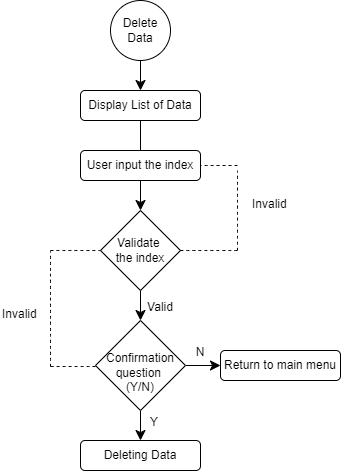 Delete
Data
Display List of Data
User input the index
Invalid
Validate
the index
Invalid
Valid
Confirmation
question
(Y/N)
N
Return to main menu
Y
Deleting Data